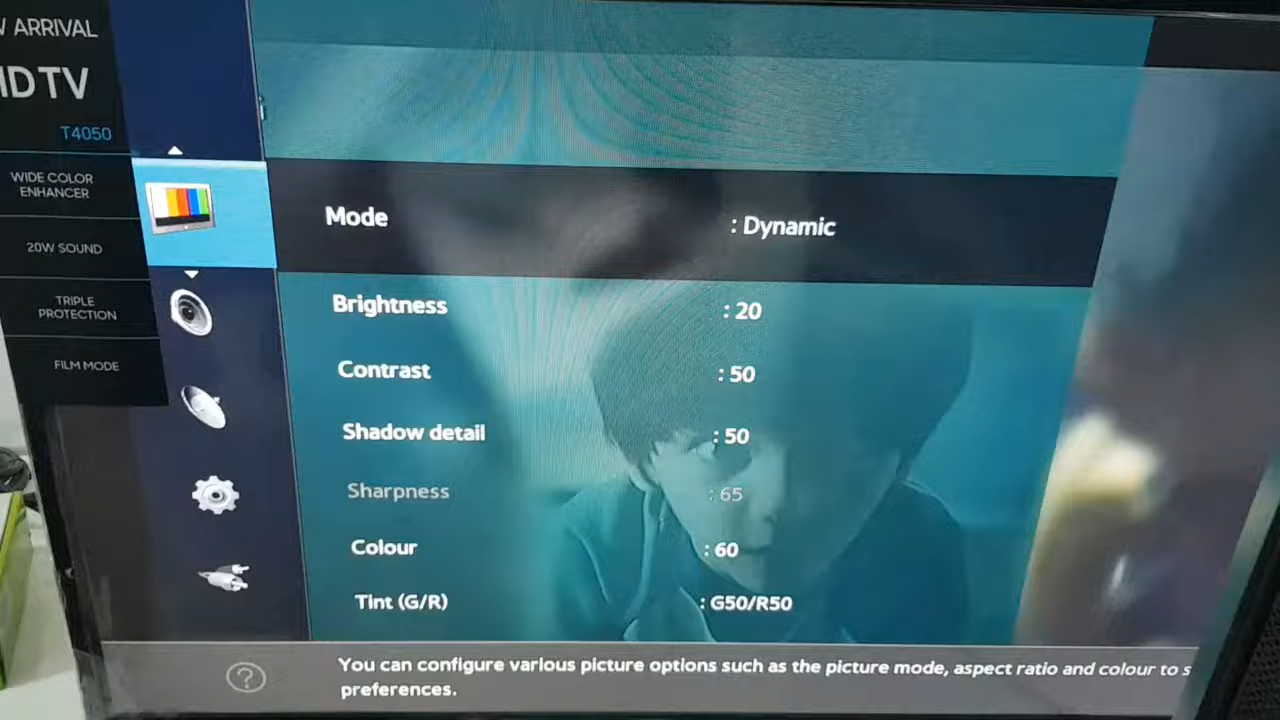 ARRIVAL
HD TV
T4050
WIDE COLOR
ENHANCER
20W SOUND
TRIPLE
PROTECTION
FILM MODE
Mode : Dynamic
Brightness : 20
Contrast : 50
Shadow detail : 50
Sharpness : 65
Colour : 60
Tint (G/R) : G50/R50
? You can configure various picture options such as the picture mode, aspect ratio and colour to
preferences.